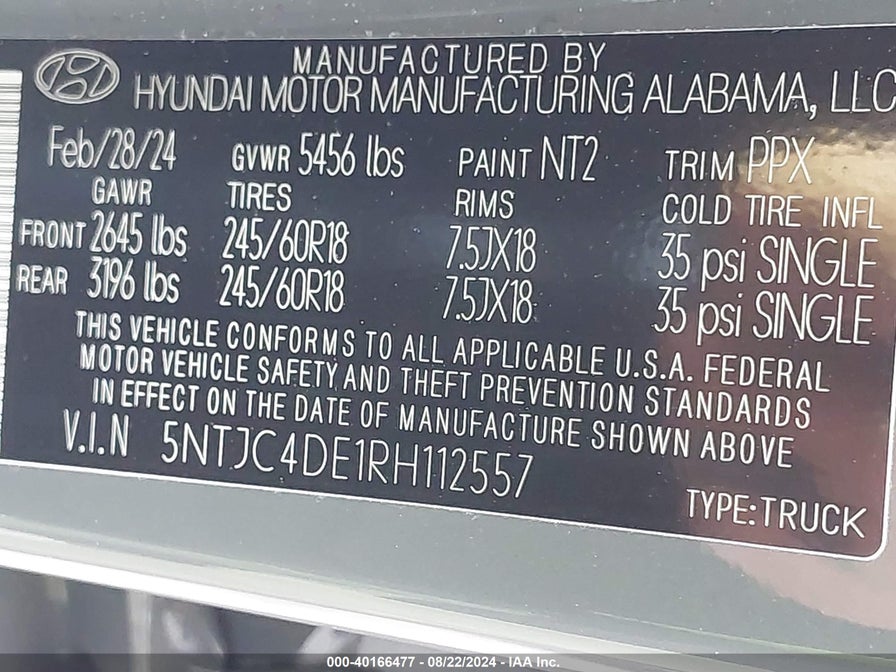 MANUFACTURED BY
HYUNDAI MOTOR MANUFACTURING ALABAMA, LLC
Feb/28/24 GVWR 5456 lbs PAINT NT2 TRIM PPX
GAWR TIRES RIMS COLD TIRE INFL
FRONT 2645 lbs 245/60R18 7.5JX18 35 psi SINGLE
REAR 3196 lbs 245/60R18 7.5JX18 35 psi SINGLE
THIS VEHICLE CONFORMS TO ALL APPLICABLE U.S.A. FEDERAL
MOTOR VEHICLE SAFETY, AND THEFT PREVENTION STANDARDS
IN EFFECT ON THE DATE OF MANUFACTURE SHOWN ABOVE
V.I.N 5NTJC4DE1RH112557
TYPE:TRUCK
000-40166477 - 08/22/2024 - IAA Inc.